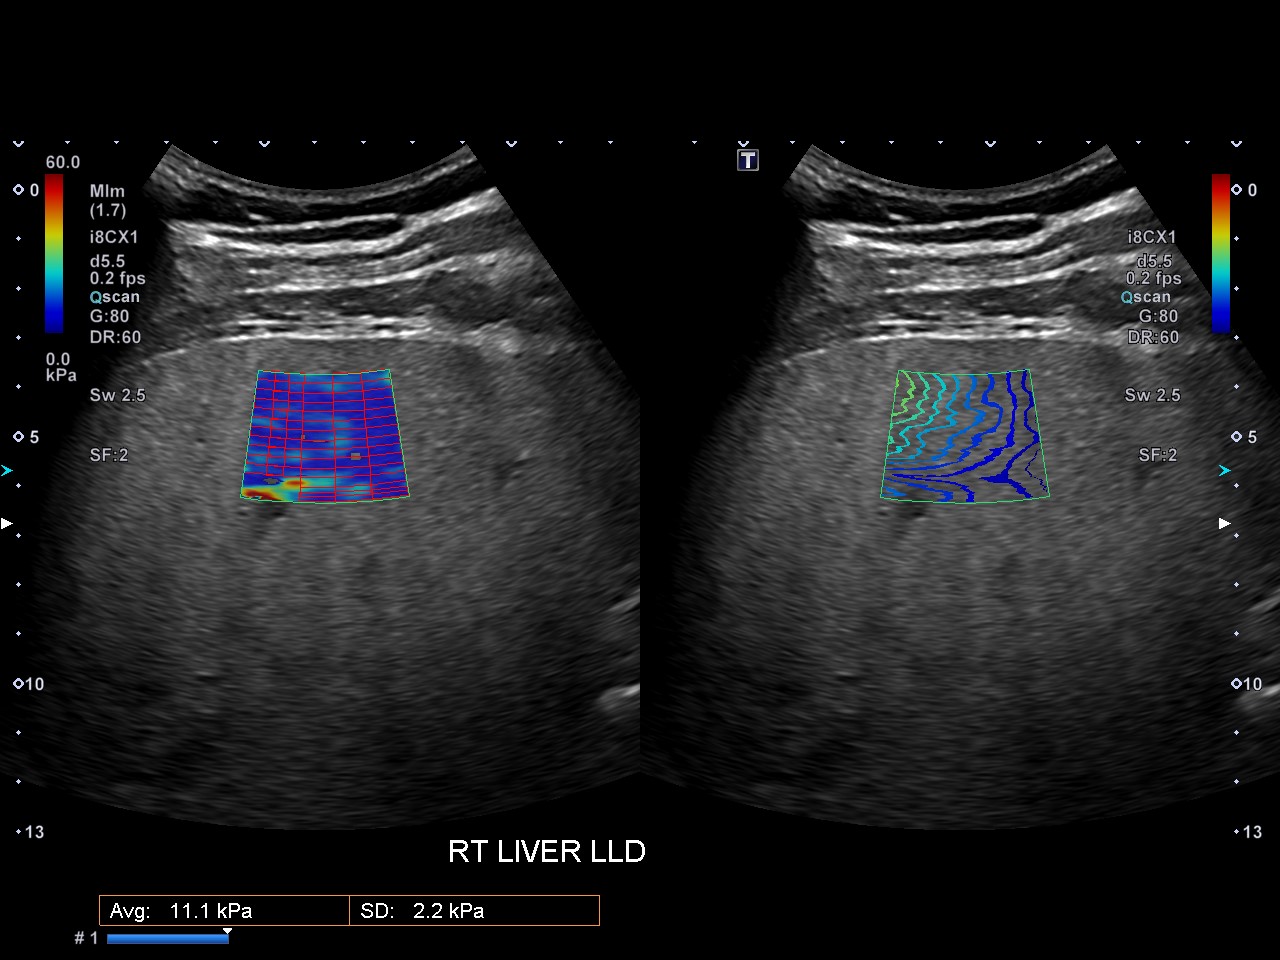 60.0
0
MIm
(1.7)
i8CX1
d5.5
0.2 fps
Qscan
G:80
DR:60
0.0
kPa
Sw 2.5
SF:2
5
10
13
T
0
i8CX1
d5.5
0.2 fps
Qscan
G:80
DR:60
Sw 2.5
SF:2
5
10
13
RT LIVER LLD
Avg: 11.1 kPa SD: 2.2 kPa
# 1